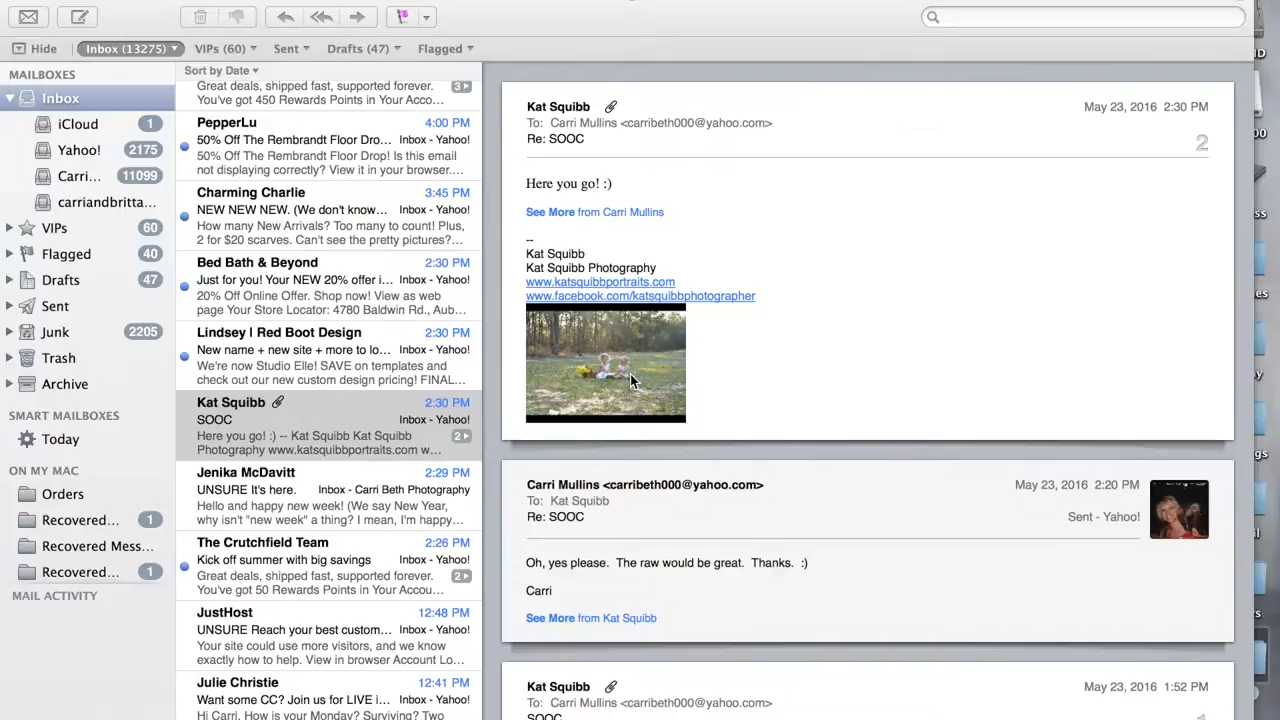 Hide
Inbox (13275)
VIPs (60)
Sent
Drafts (47)
Flagged
MAILBOXES
Inbox
iCloud 1
Yahoo! 2175
Carri... 11099
carriandbritta...
VIPs 60
Flagged 40
Drafts 47
Sent
Junk 2205
Trash
Archive
SMART MAILBOXES
Today
ON MY MAC
Orders
Recovered... 1
Recovered Mess...
Recovered... 1
MAIL ACTIVITY
Sort by Date
Great deals, shipped fast, supported forever. 3
You've got 450 Rewards Points in Your Acco...
PepperLu 4:00 PM
50% Off The Rembrandt Floor Dro... Inbox - Yahoo!
50% Off The Rembrandt Floor Drop! Is this email
not displaying correctly? View it in your browser....
Charming Charlie 3:45 PM
NEW NEW NEW. (We don't know... Inbox - Yahoo!
How many New Arrivals? Too many to count! Plus,
2 for $20 scarves. Can't see the pretty pictures?...
Bed Bath & Beyond 2:30 PM
Just for you! Your NEW 20% offer i... Inbox - Yahoo!
20% Off Online Offer. Shop now! View as web
page Your Store Locator: 4780 Baldwin Rd., Aub...
Lindsey | Red Boot Design 2:30 PM
New name + new site + more to lo... Inbox - Yahoo!
We're now Studio Elle! SAVE on templates and
check out our new custom design pricing! FINAL...
Kat Squibb 2:30 PM
SOOC Inbox - Yahoo!
Here you go! :) -- Kat Squibb Kat Squibb 2
Photography www.katsquibbportraits.com w...
Jenika McDavitt 2:29 PM
UNSURE It's here. Inbox - Carri Beth Photography
Hello and happy new week! (We say New Year,
why isn't "new week" a thing? I mean, I'm happy...
The Crutchfield Team 2:26 PM
Kick off summer with big savings Inbox - Yahoo!
Great deals, shipped fast, supported forever. 2
You've got 50 Rewards Points in Your Accou...
JustHost 12:48 PM
UNSURE Reach your best custom... Inbox - Yahoo!
Your site could use more visitors, and we know
exactly how to help. View in browser Account Lo...
Julie Christie 12:41 PM
Want some CC? Join us for LIVE i... Inbox - Yahoo!
Hi Carri, How is your Monday? Surviving? Two
Kat Squibb May 23, 2016 2:30 PM
To: Carri Mullins <carribeth000@yahoo.com>
Re: SOOC 2
Here you go! :)
See More from Carri Mullins
--
Kat Squibb
Kat Squibb Photography
www.katsquibbportraits.com
www.facebook.com/katsquibbphotographer
Carri Mullins <carribeth000@yahoo.com> May 23, 2016 2:20 PM
To: Kat Squibb
Re: SOOC Sent - Yahoo!
Oh, yes please. The raw would be great. Thanks. :)
Carri
See More from Kat Squibb
Kat Squibb May 23, 2016 1:52 PM
To: Carri Mullins <carribeth000@yahoo.com>
SOOC